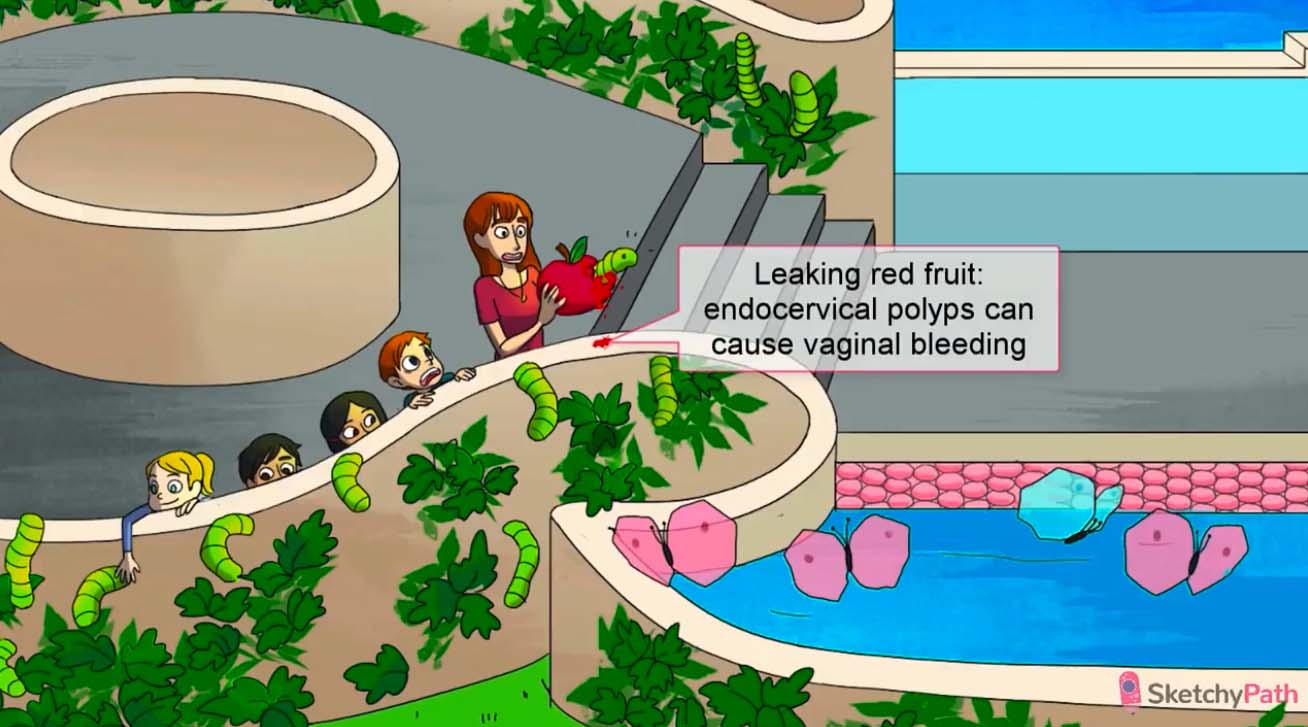 Leaking red fruit:
endocervical polyps can
cause vaginal bleeding
SketchyPath